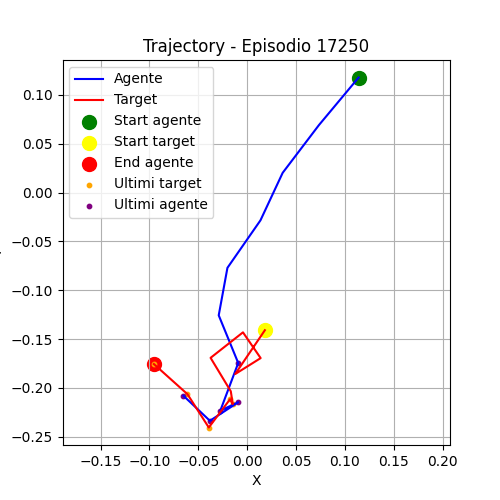 Trajectory - Episodio 17250
Agente
Target
Start agente
Start target
End agente
Ultimi target
Ultimi agente
0.10
0.05
0.00
−0.05
−0.10
−0.15
−0.20
−0.25
−0.15 −0.10 −0.05 0.00 0.05 0.10 0.15 0.20
X